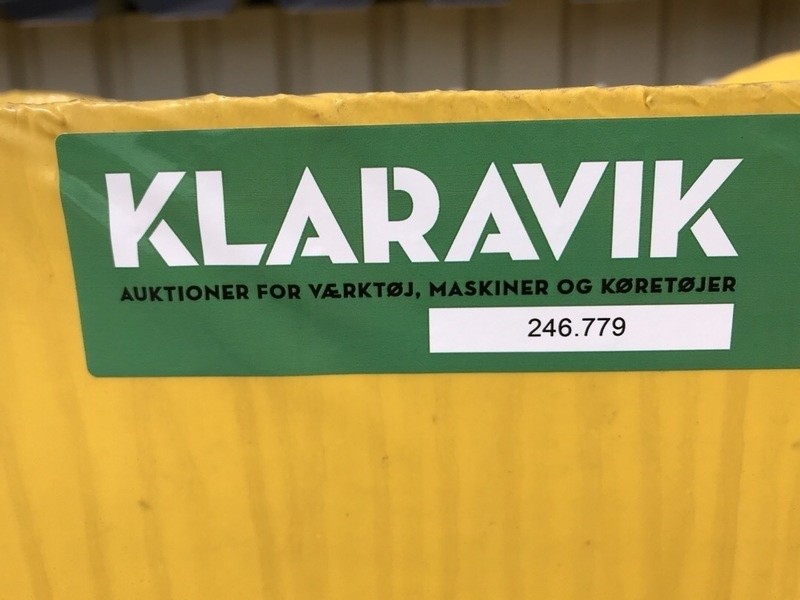 KLARAVIK
AUKTIONER FOR VÆRKTØJ, MASKINER OG KØRETØJER
246.779